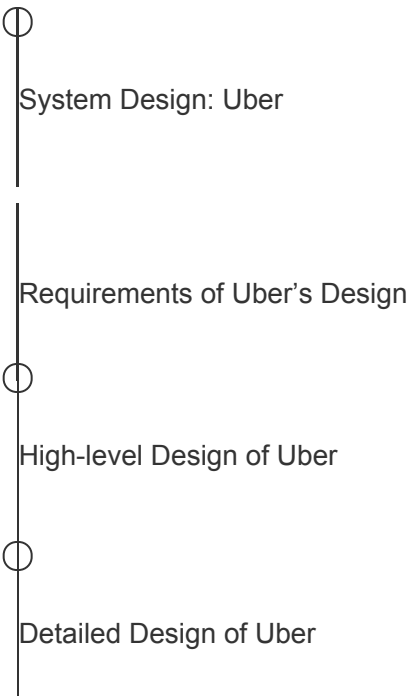 System Design: Uber
Requirements of Uber’s Design
High-level Design of Uber
Detailed Design of Uber